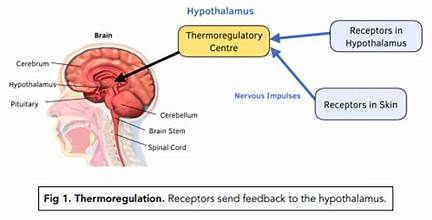 Hypothalamus
Brain
Thermoregulatory
Centre
Receptors in
Hypothalamus
Cerebrum
Hypothalamus
Pituitary
Nervous Impulses
Receptors in Skin
Cerebellum
Brain Stem
Spinal Cord
Fig 1. Thermoregulation. Receptors send feedback to the hypothalamus.